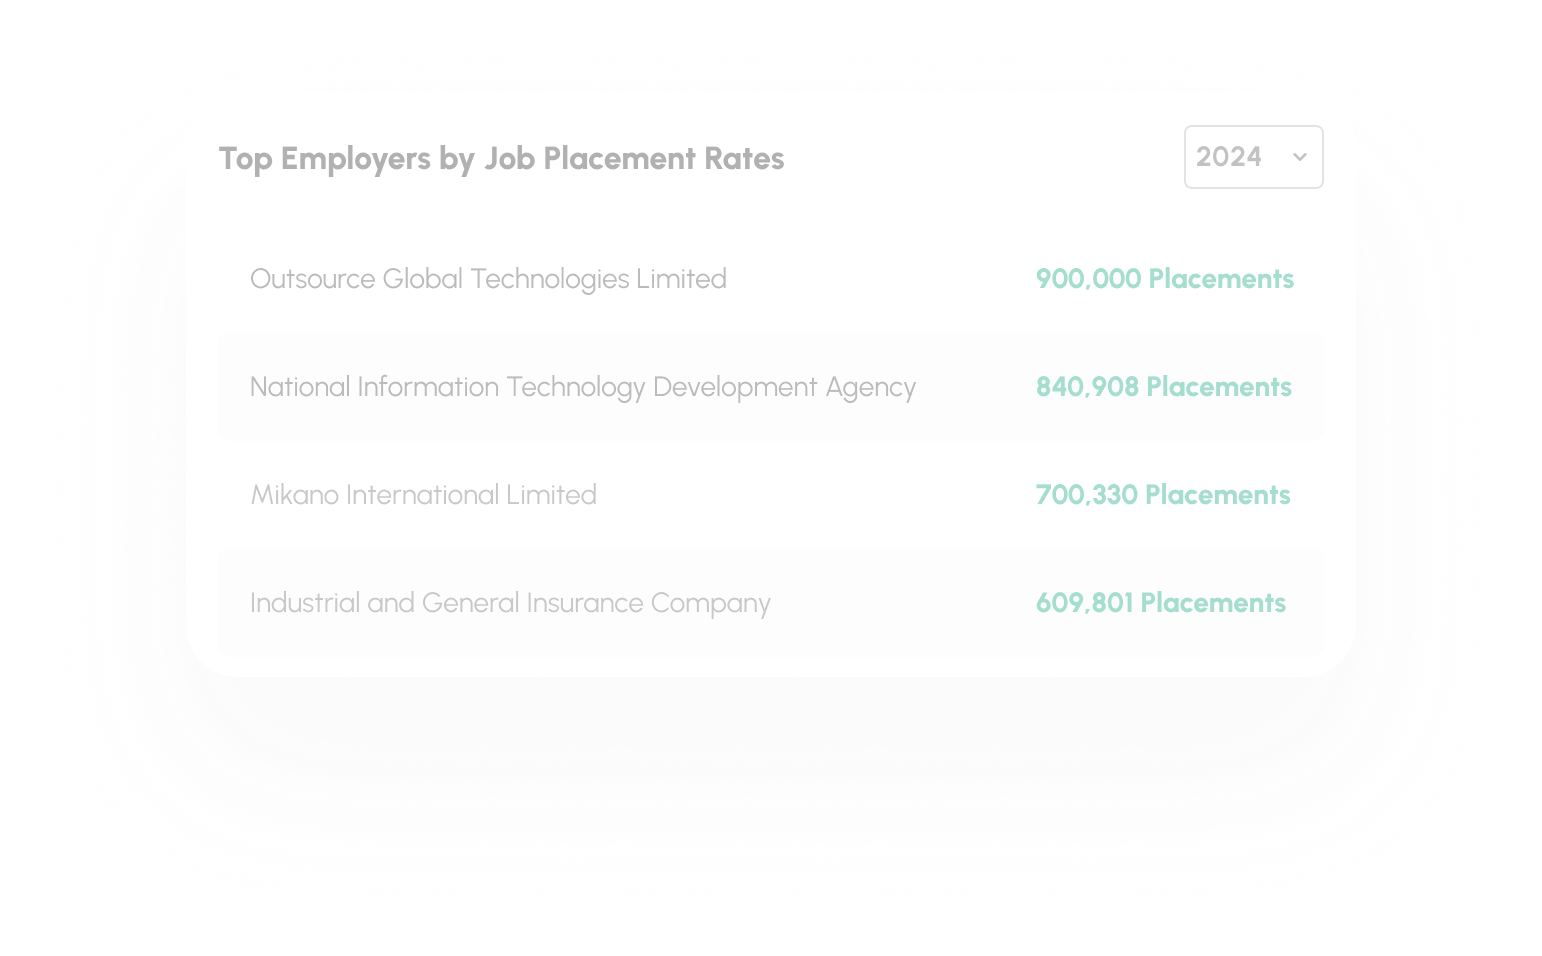 Top Employers by Job Placement Rates
2024
Outsource Global Technologies Limited
900,000 Placements
National Information Technology Development Agency
840,908 Placements
Mikano International Limited
700,330 Placements
Industrial and General Insurance Company
609,801 Placements